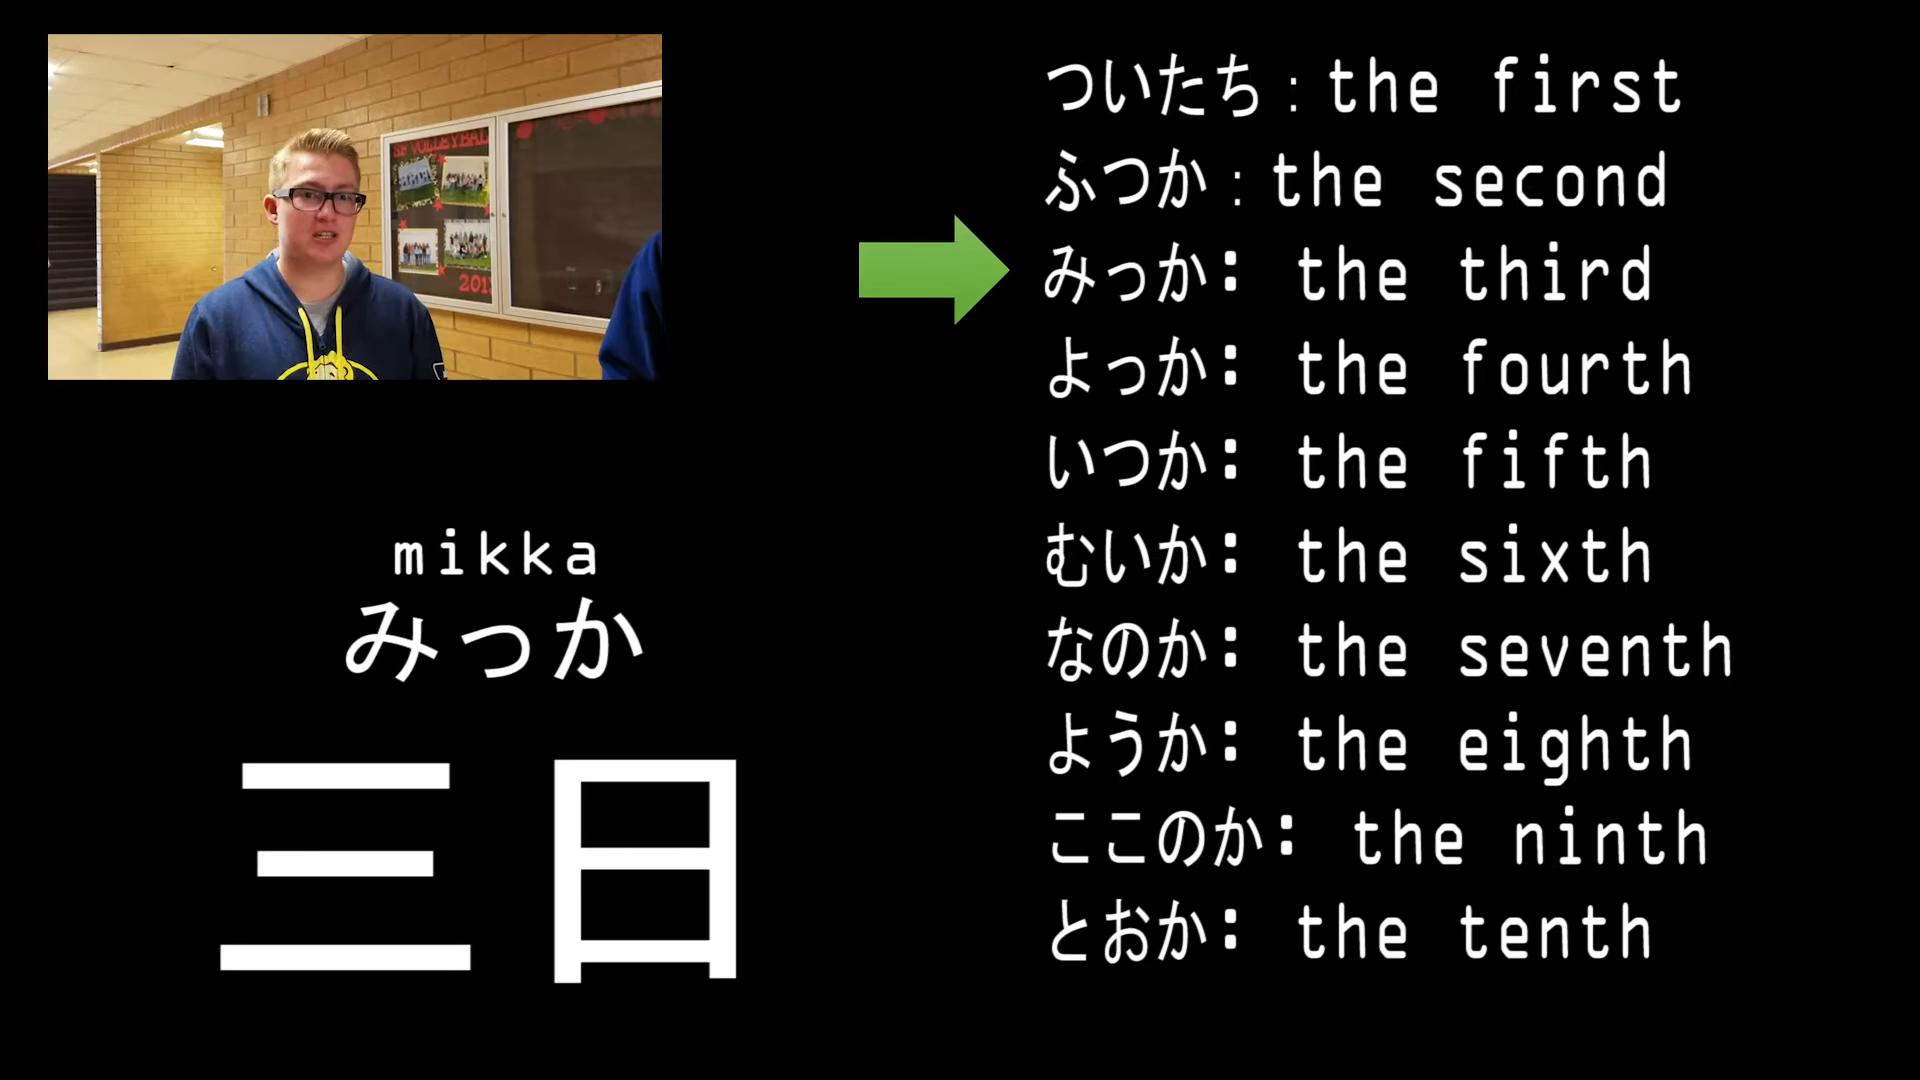 SF VOLLEYBAL
201
mikka
みっか
三日
ついたち：the first
ふつか：the second
みっか: the third
よっか: the fourth
いつか: the fifth
むいか: the sixth
なのか: the seventh
ようか: the eighth
ここのか: the ninth
とおか: the tenth